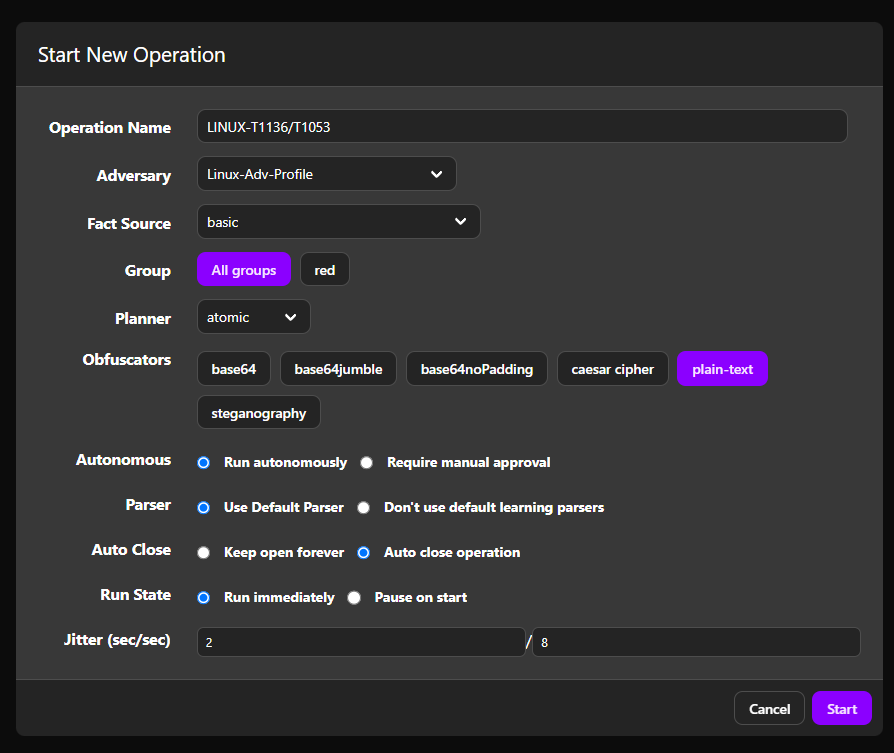 Start New Operation
Operation Name LINUX-T1136/T1053
Adversary Linux-Adv-Profile
Fact Source basic
Group All groups red
Planner atomic
Obfuscators base64 base64jumble base64noPadding caesar cipher plain-text
steganography
Autonomous Run autonomously Require manual approval
Parser Use Default Parser Don't use default learning parsers
Auto Close Keep open forever Auto close operation
Run State Run immediately Pause on start
Jitter (sec/sec) 2 / 8
Cancel Start